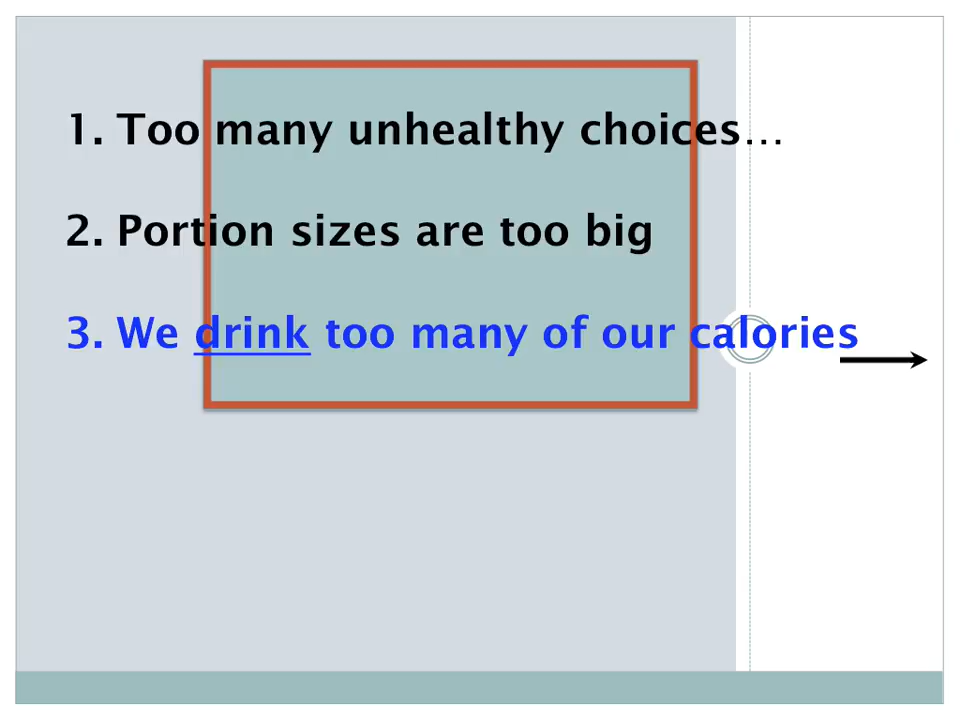 1. Too many unhealthy choices…
2. Portion sizes are too big
3. We drink too many of our calories